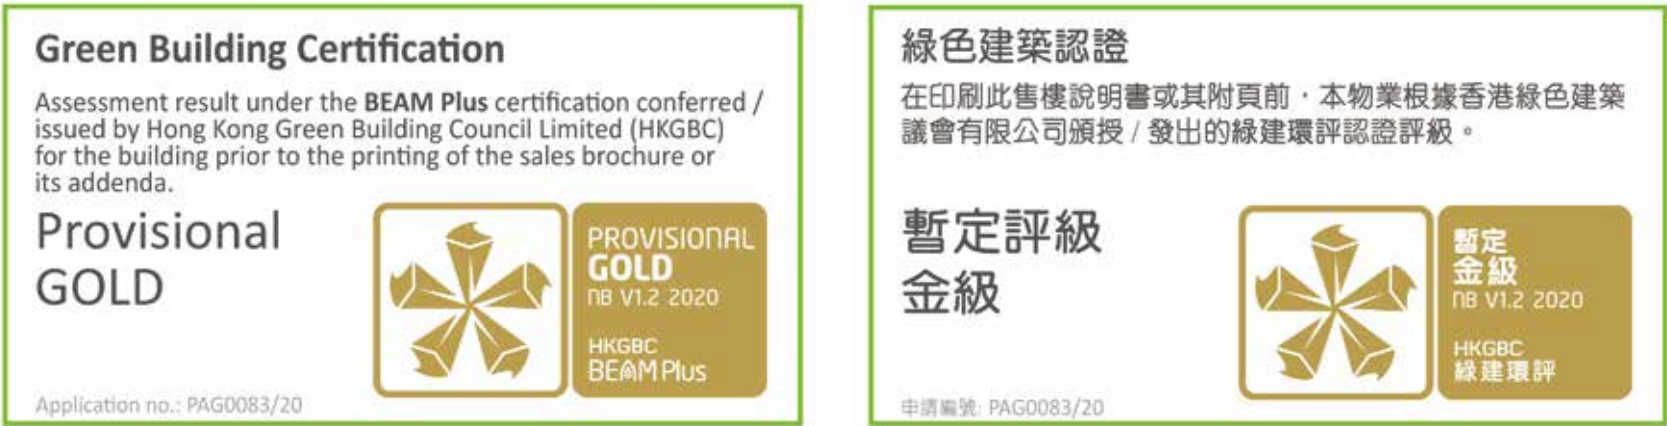 Green Building Certification
Assessment result under the BEAM Plus certification conferred /
issued by Hong Kong Green Building Council Limited (HKGBC)
for the building prior to the printing of the sales brochure or
its addenda.
Provisional
GOLD
PROVISIONAL
GOLD
NB V1.2 2020
HKGBC
BEAM Plus
Application no.: PAG0083/20
綠色建築認證
在印刷此售樓說明書或其附頁前，本物業根據香港綠色建築
議會有限公司頒授 / 發出的綠建環評認證評級。
暫定評級
金級
暫定
金級
NB V1.2 2020
HKGBC
綠建環評
申請編號: PAG0083/20